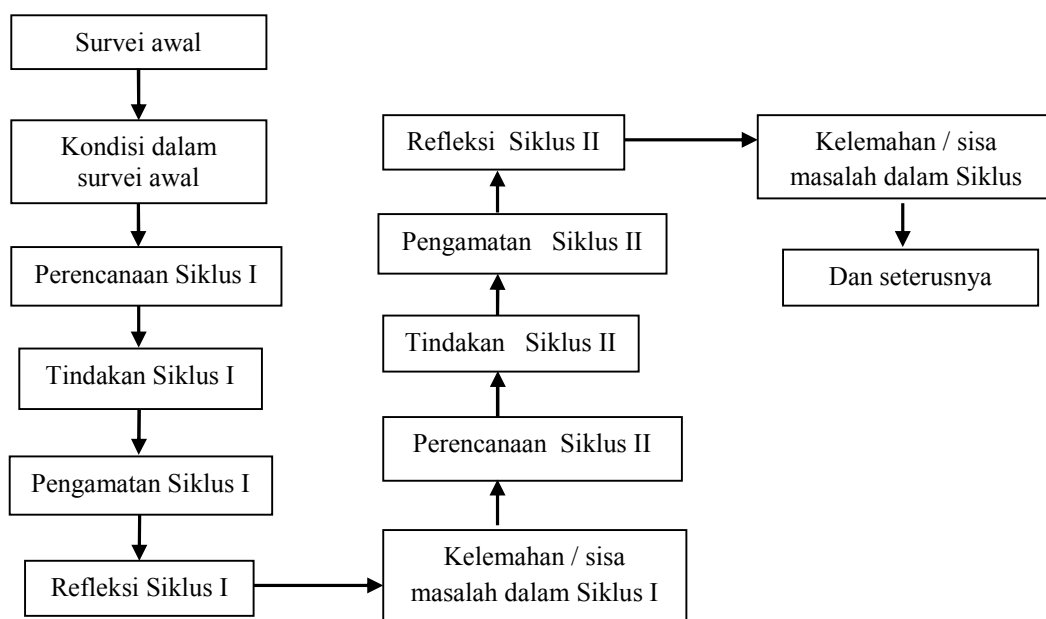 Survei awal
Kondisi dalam
survei awal
Perencanaan Siklus I
Tindakan Siklus I
Pengamatan Siklus I
Refleksi Siklus I
Kelemahan / sisa
masalah dalam Siklus I
Perencanaan Siklus II
Tindakan Siklus II
Pengamatan Siklus II
Refleksi Siklus II
Kelemahan / sisa
masalah dalam Siklus
Dan seterusnya